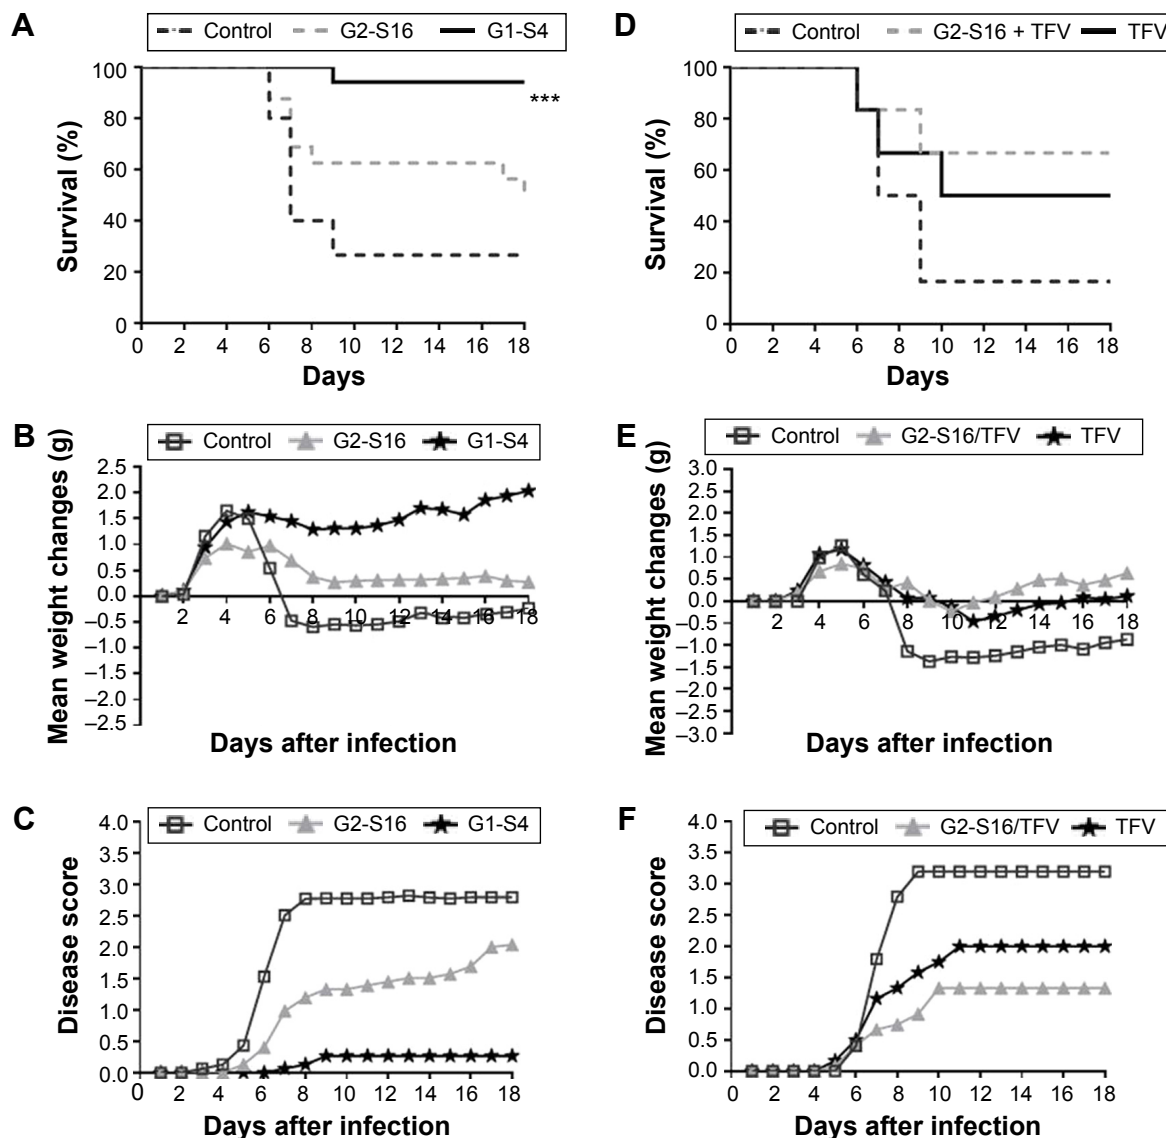 A
Control G2-S16 G1-S4
Survival (%)
100
80
60
40
20
0
***
0 2 4 6 8 10 12 14 16 18
Days
D
Control G2-S16 + TFV TFV
Survival (%)
100
80
60
40
20
0
0 2 4 6 8 10 12 14 16 18
Days
B
Control G2-S16 G1-S4
Mean weight changes (g)
2.5
2.0
1.5
1.0
0.5
0.0
–0.5
–1.0
–1.5
–2.0
–2.5
2 4 6 8 10 12 14 16 18
Days after infection
E
Control G2-S16/TFV TFV
Mean weight changes (g)
3.0
2.5
2.0
1.5
1.0
0.5
0.0
–0.5
–1.0
–1.5
–2.0
–2.5
–3.0
2 4 6 8 10 12 14 16 18
Days after infection
C
Control G2-S16 G1-S4
Disease score
4.0
3.5
3.0
2.5
2.0
1.5
1.0
0.5
0.0
0 2 4 6 8 10 12 14 16 18
Days after infection
F
Control G2-S16/TFV TFV
Disease score
4.0
3.5
3.0
2.5
2.0
1.5
1.0
0.5
0.0
0 2 4 6 8 10 12 14 16 18
Days after infection